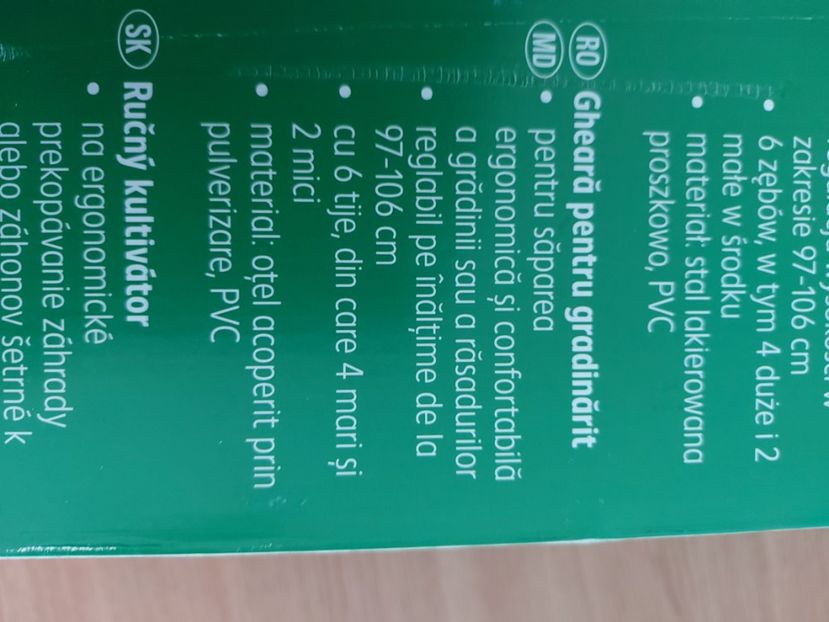 zakresie 97-106 cm
• 6 zębów, w tym 4 duże i 2
małe w środku
• materiał: stal lakierowana
proszkowo, PVC
RO Gheară pentru gradinărit
MD • pentru săparea
ergonomică și confortabilă
a grădinii sau a răsadurilor
• reglabil pe înălțime de la
97-106 cm
• cu 6 tije, din care 4 mari și
2 mici
• material: oțel acoperit prin
pulverizare, PVC
SK Ručný kultivátor
• na ergonomické
prekopávanie záhrady
alebo záhonov šetrné k